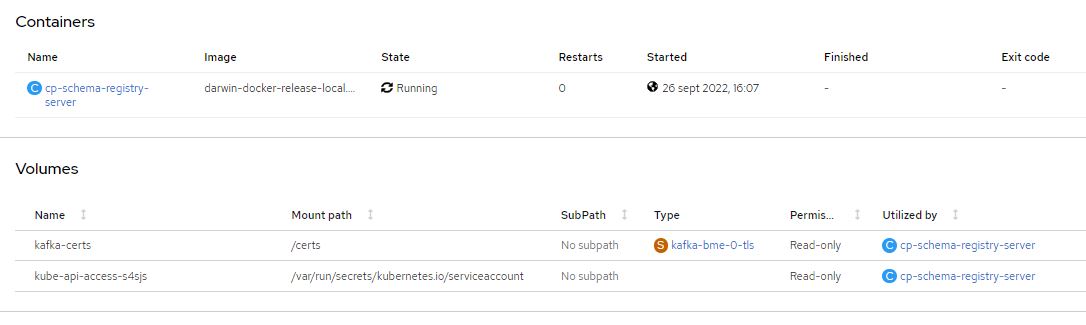 Containers
Name Image State Restarts Started Finished Exit code
C cp-schema-registry- darwin-docker-release-local.... Running 0 26 sept 2022, 16:07 - -
server
Volumes
Name Mount path SubPath Type Permis... Utilized by
kafka-certs /certs No subpath S kafka-bme-0-tls Read-only C cp-schema-registry-server
kube-api-access-s4sjs /var/run/secrets/kubernetes.io/serviceaccount No subpath Read-only C cp-schema-registry-server